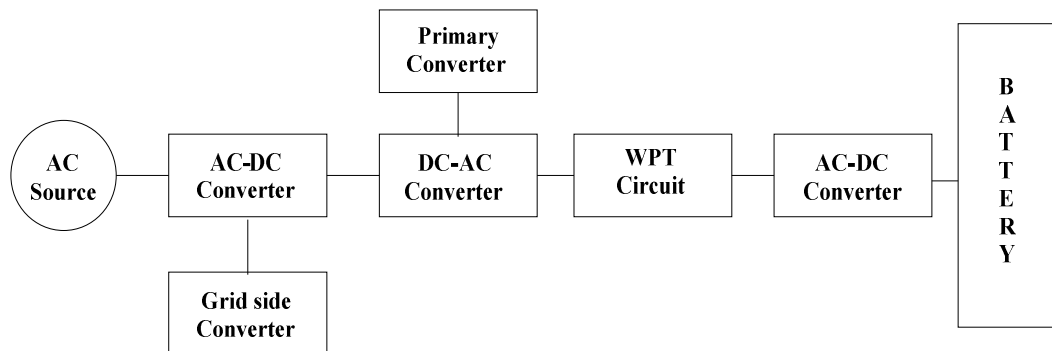 Primary
Converter
AC
Source
AC-DC
Converter
DC-AC
Converter
WPT
Circuit
AC-DC
Converter
B
A
T
T
E
R
Y
Grid side
Converter